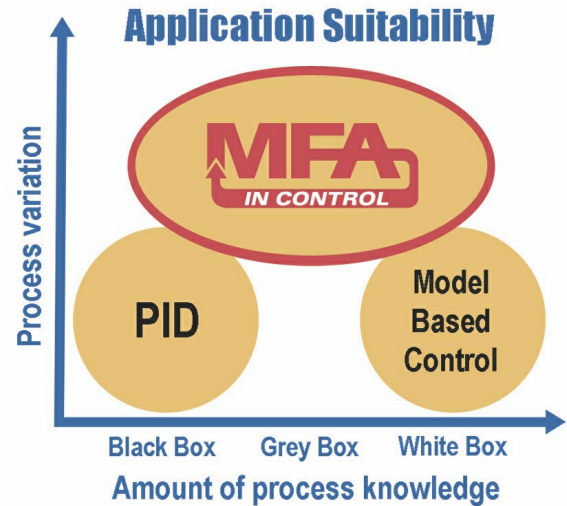 Application Suitability
Process variation
MFA
IN CONTROL
PID
Model
Based
Control
Black Box
Grey Box
White Box
Amount of process knowledge